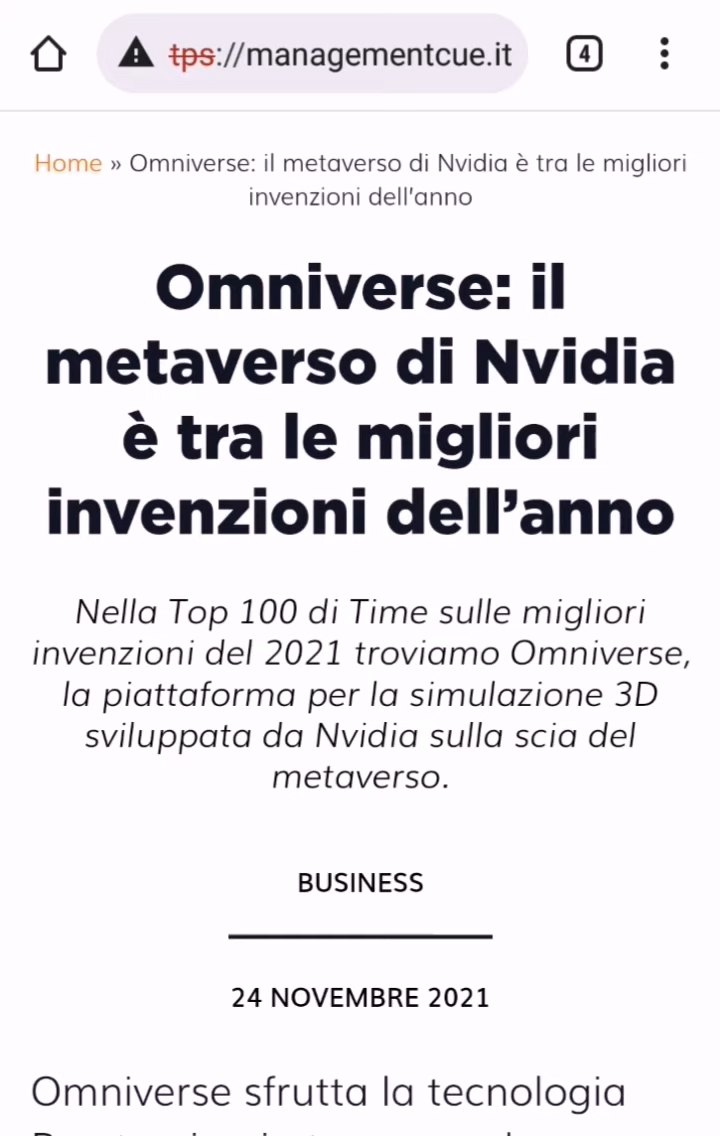 tps://managementcue.it
4
Home » Omniverse: il metaverso di Nvidia è tra le migliori
invenzioni dell'anno
Omniverse: il
metaverso di Nvidia
è tra le migliori
invenzioni dell’anno
Nella Top 100 di Time sulle migliori
invenzioni del 2021 troviamo Omniverse,
la piattaforma per la simulazione 3D
sviluppata da Nvidia sulla scia del
metaverso.
BUSINESS
24 NOVEMBRE 2021
Omniverse sfrutta la tecnologia